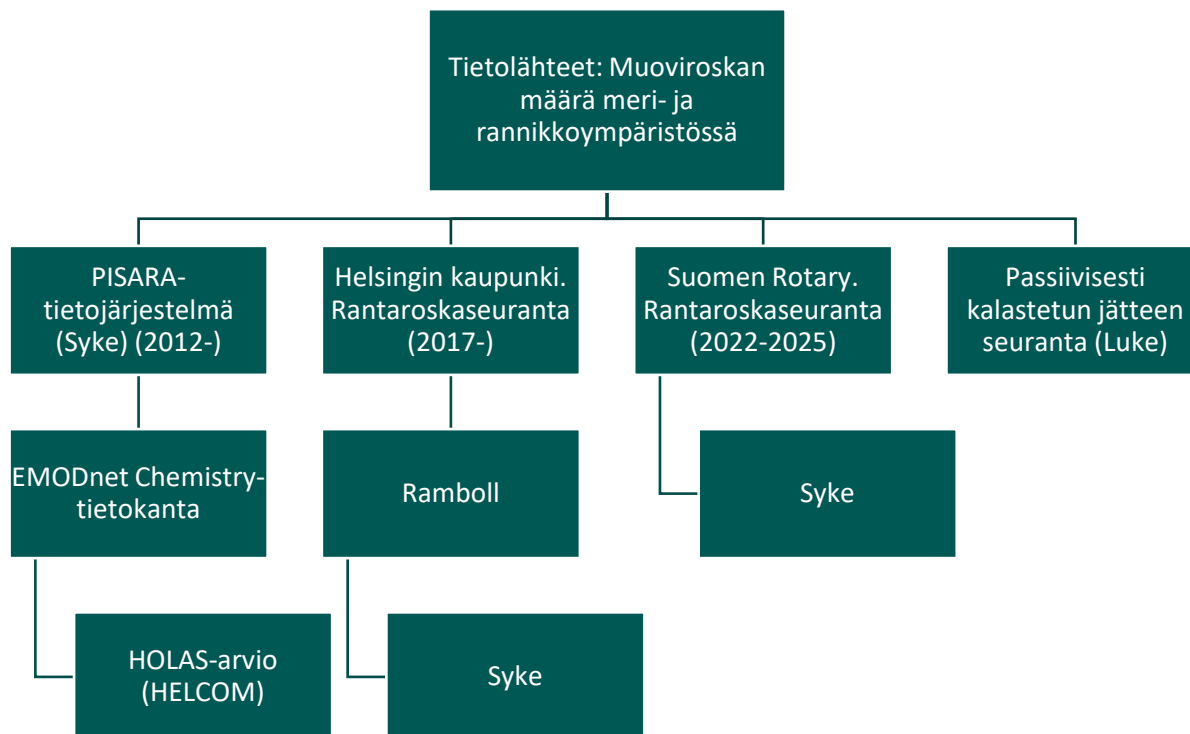 Tietolähteet: Muoviroskan
määrä meri- ja
rannikkoympäristössä
PISARA-
tietojärjestelmä
(Syke) (2012-)
Helsingin kaupunki.
Rantaroskaseuranta
(2017-)
Suomen Rotary.
Rantaroskaseuranta
(2022-2025)
Passiivisesti
kalastetun jätteen
seuranta (Luke)
EMODnet Chemistry-
tietokanta
Ramboll
Syke
HOLAS-arvio
(HELCOM)
Syke